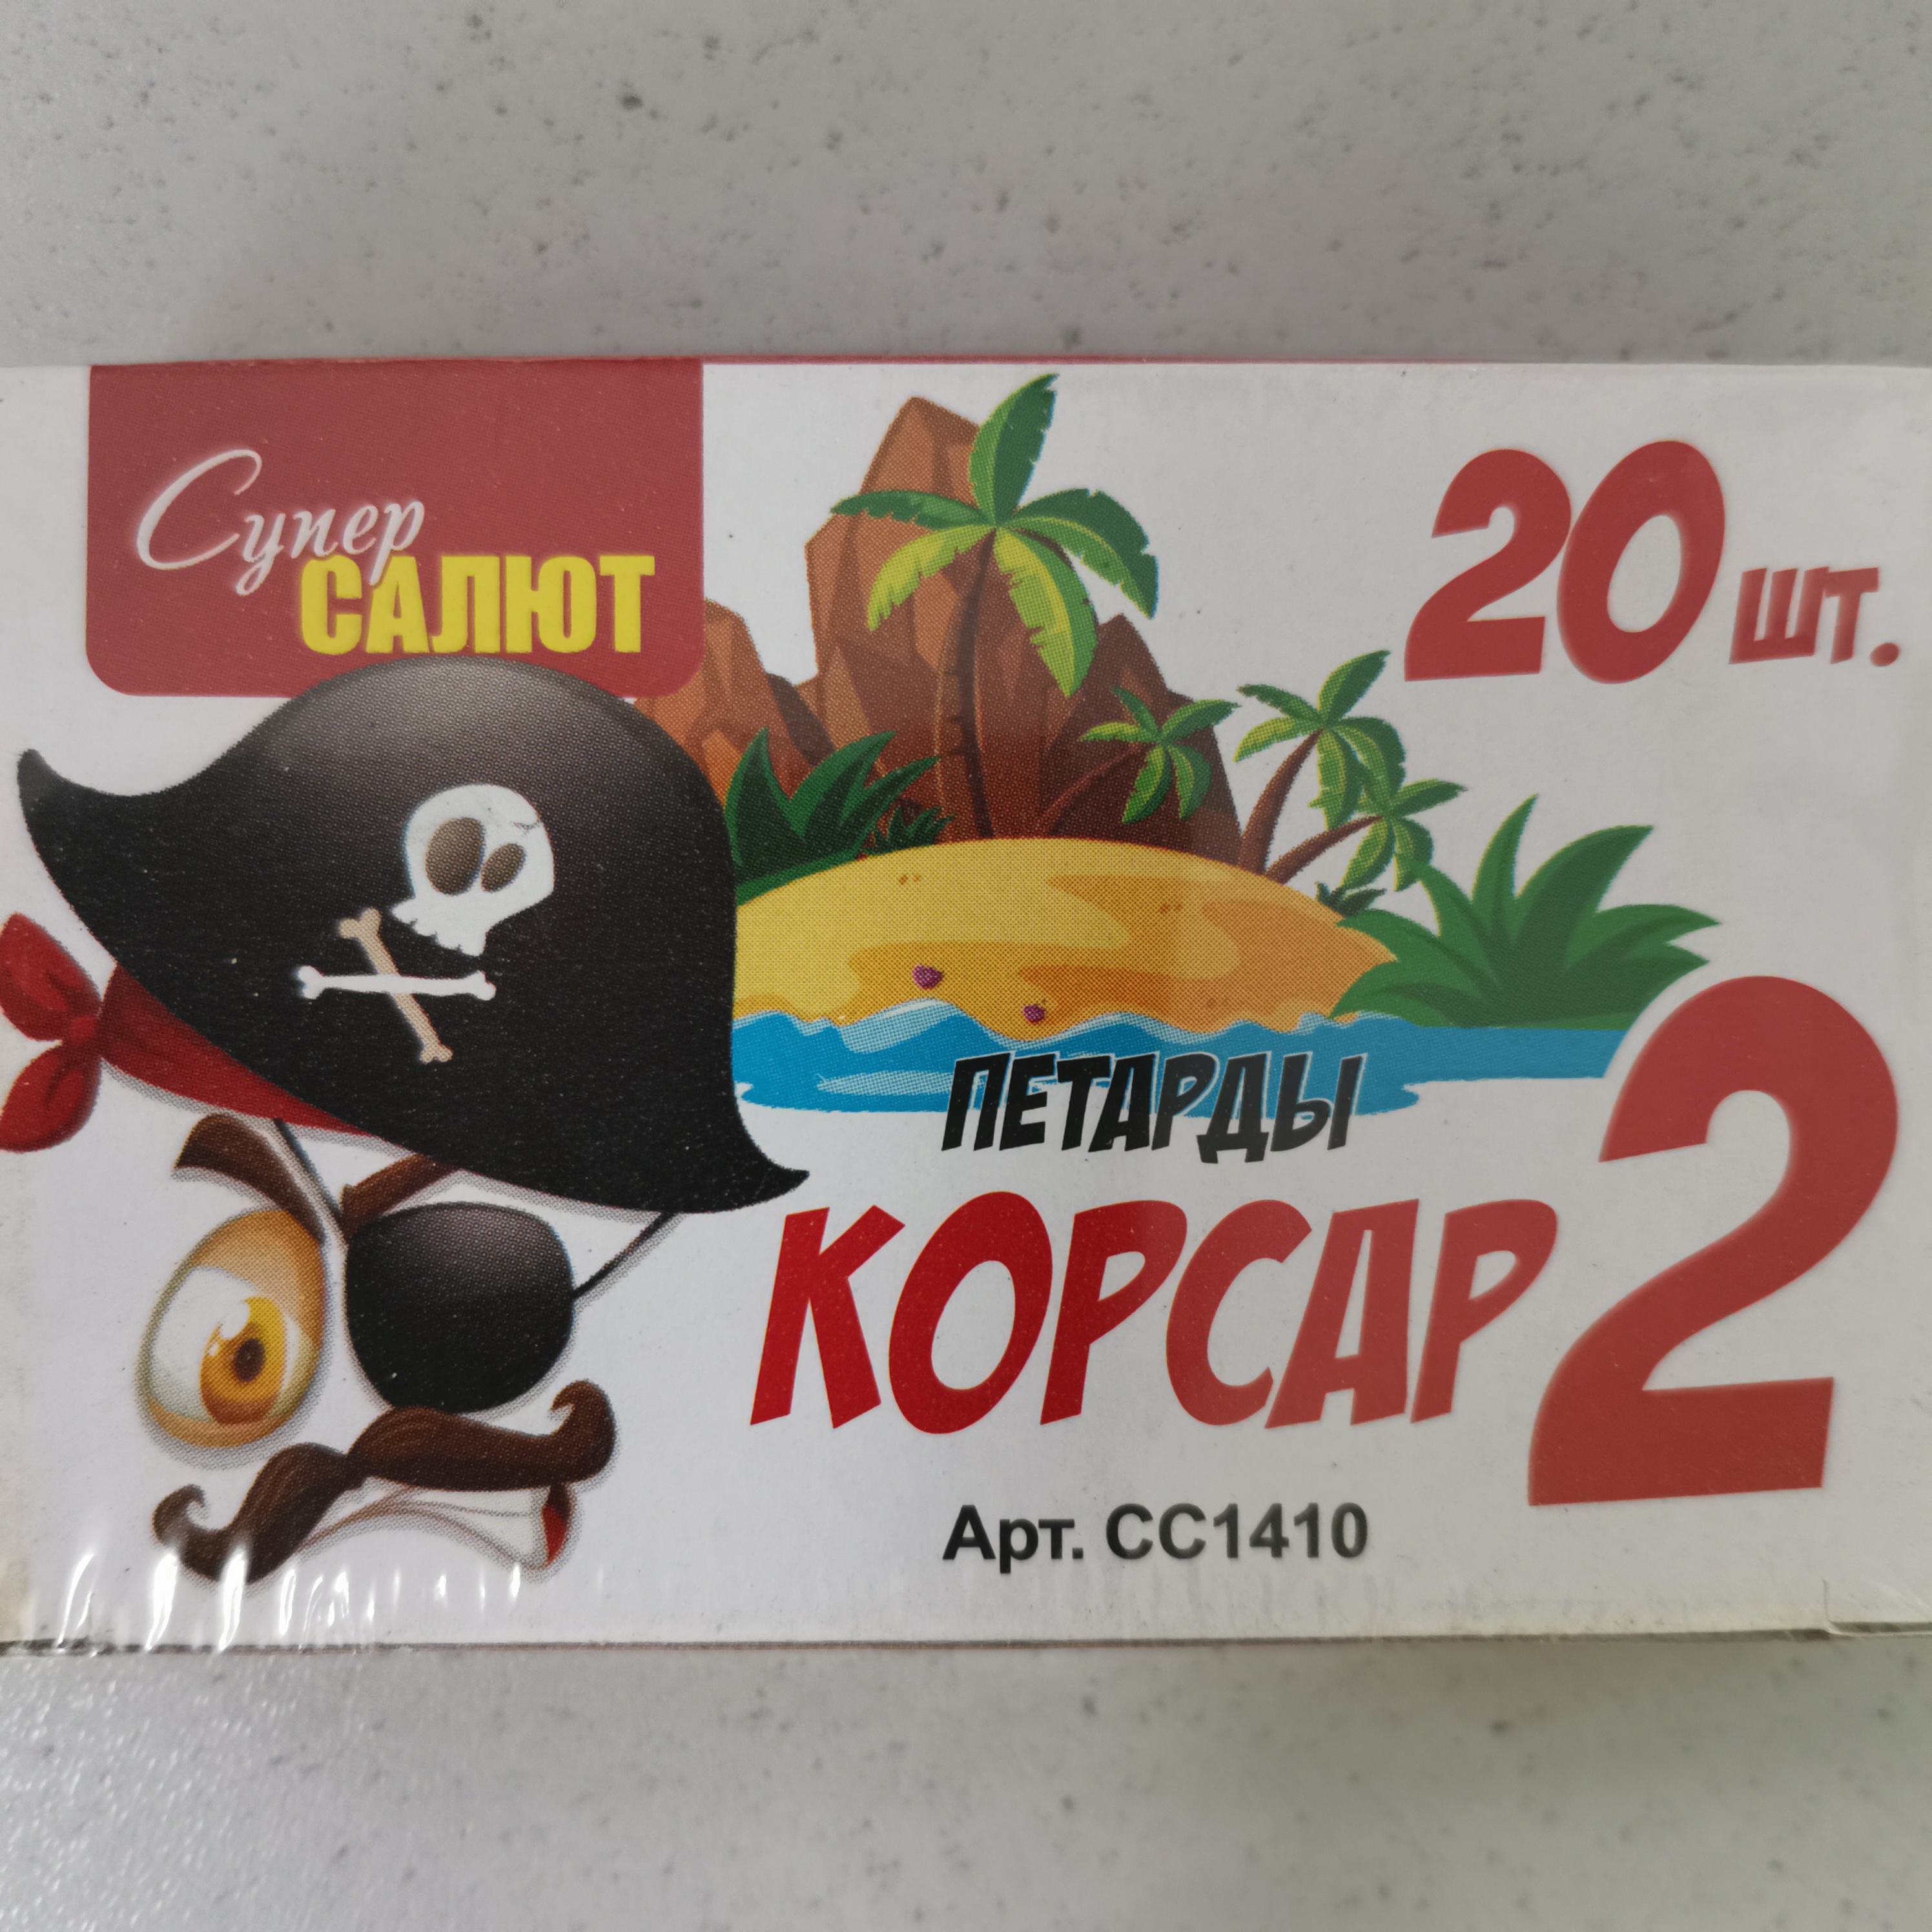 Супер
САЛЮТ
20 шт.
ПЕТАРДЫ
КОРСАР 2
Арт. СС1410